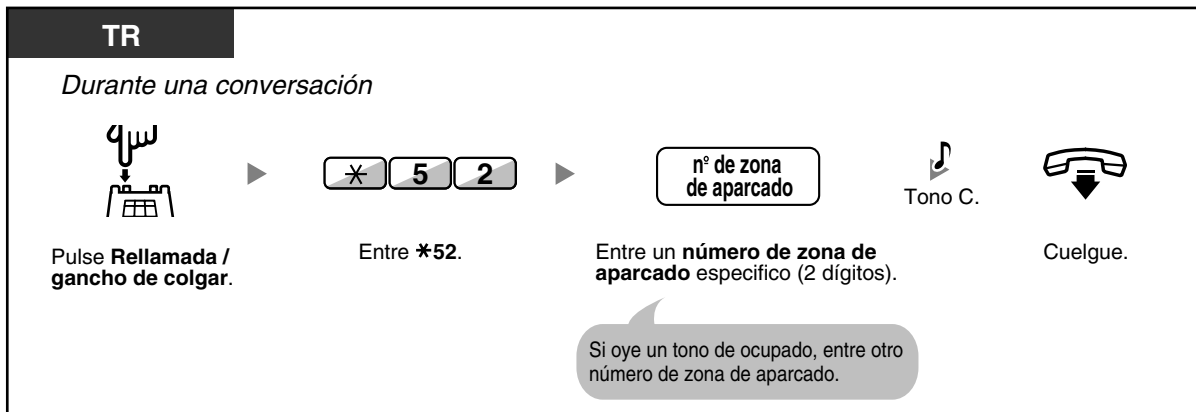 TR
Durante una conversación
* 5 2
nº de zona
de aparcado
Tono C.
Pulse Rellamada /
gancho de colgar.
Entre *52.
Entre un número de zona de
aparcado especifico (2 dígitos).
Cuelgue.
Si oye un tono de ocupado, entre otro
número de zona de aparcado.